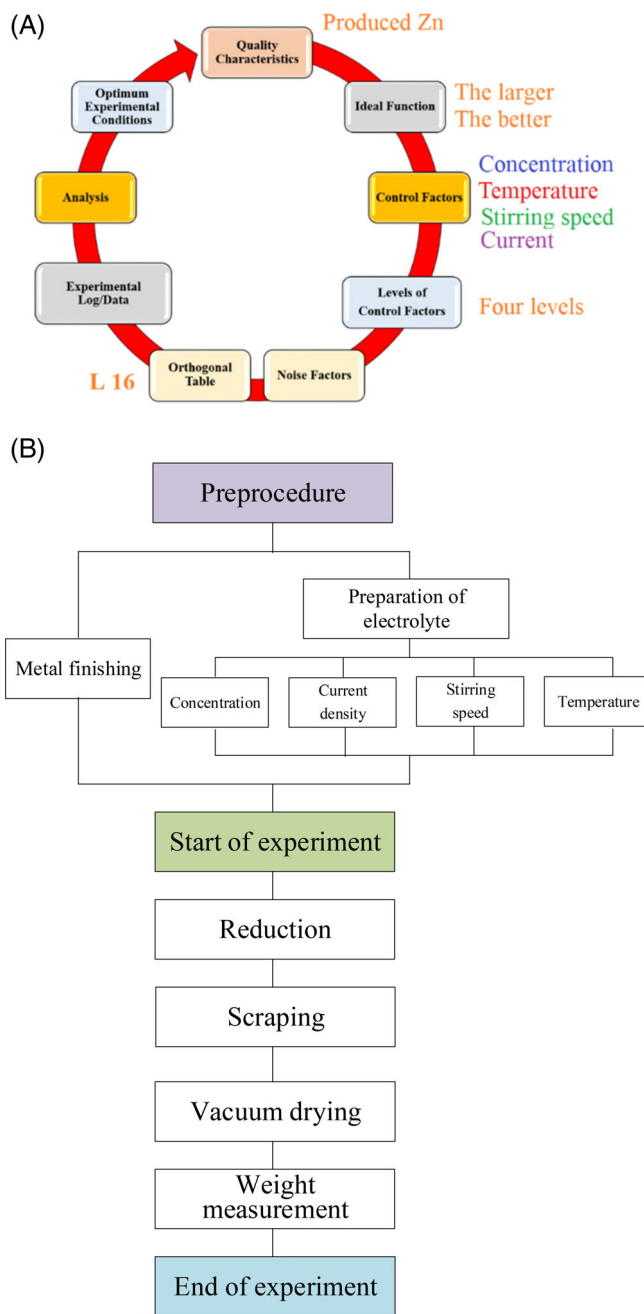 (A)
Produced Zn
Quality
Characteristics
Optimum
Experimental
Conditions
Ideal Function
The larger
The better
Analysis
Control Factors
Concentration
Temperature
Stirring speed
Current
Experimental
Log/Data
Levels of
Control Factors
Four levels
L 16
Orthogonal
Table
Noise Factors
(B)
Preprocedure
Preparation of
electrolyte
Metal finishing
Concentration
Current
density
Stirring
speed
Temperature
Start of experiment
Reduction
Scraping
Vacuum drying
Weight
measurement
End of experiment